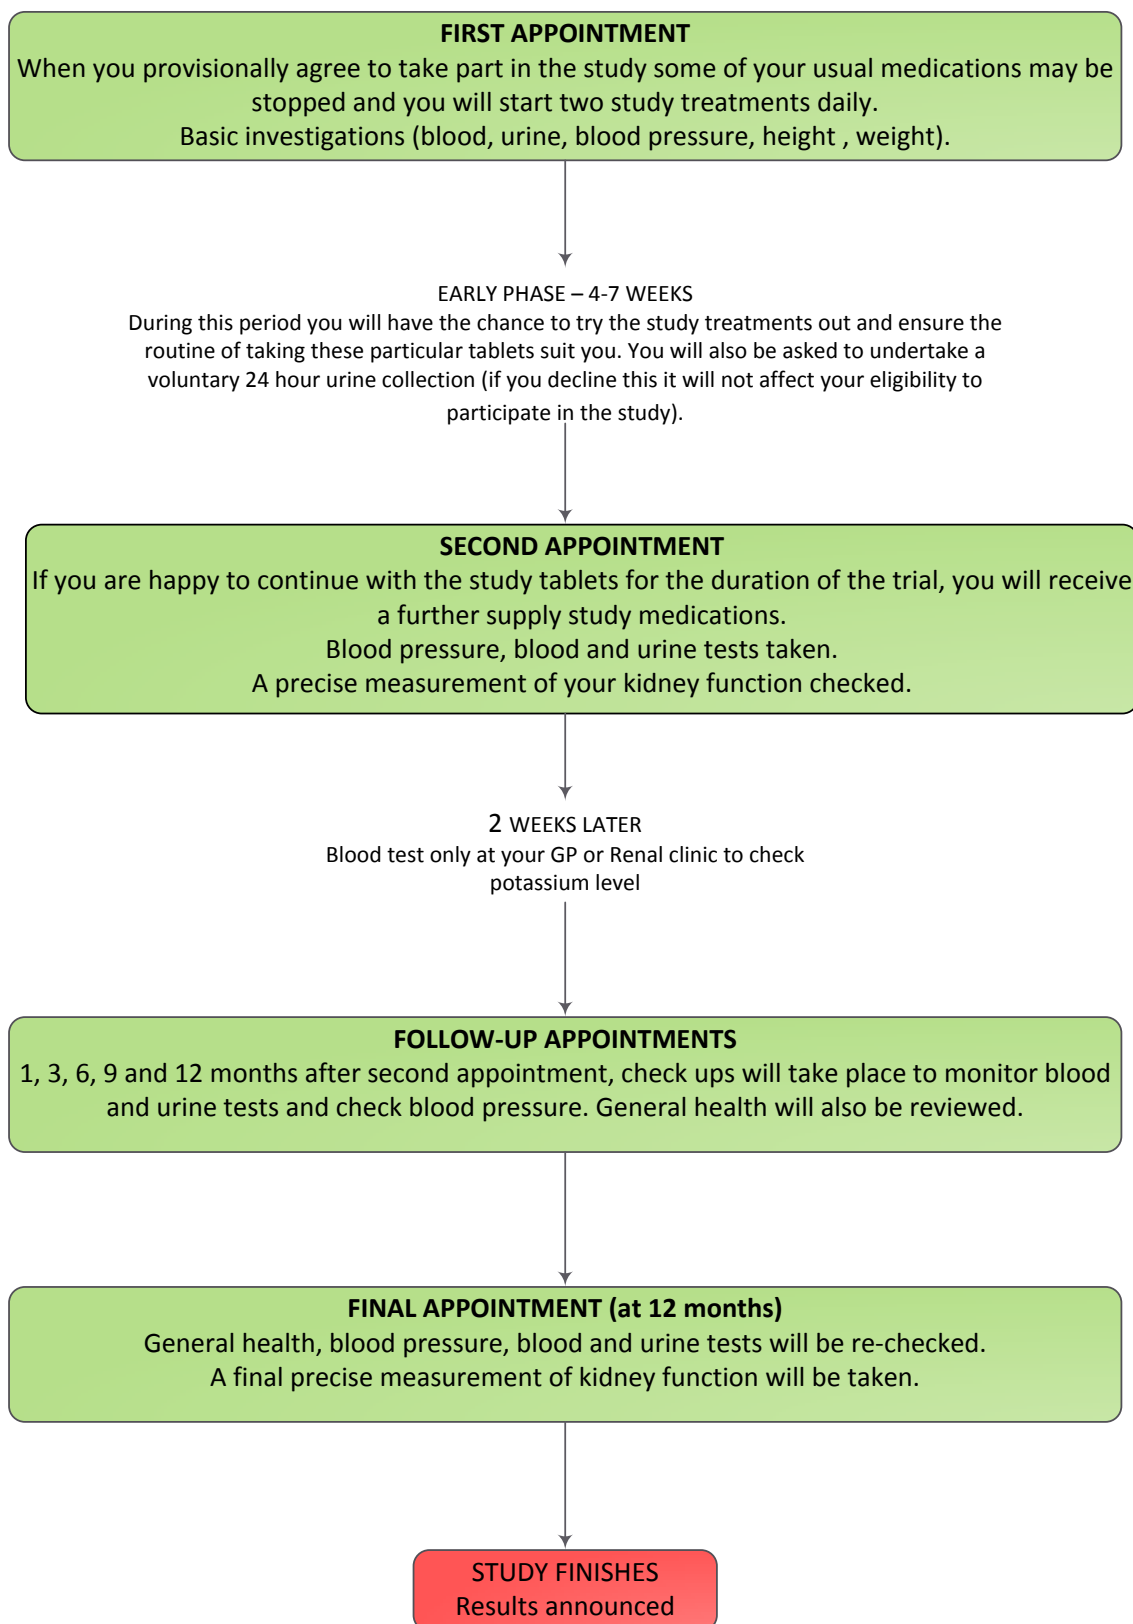 FIRST APPOINTMENT
When you provisionally agree to take part in the study some of your usual medications may be
stopped and you will start two study treatments daily.
Basic investigations (blood, urine, blood pressure, height , weight).
EARLY PHASE – 4-7 WEEKS
During this period you will have the chance to try the study treatments out and ensure the
routine of taking these particular tablets suit you. You will also be asked to undertake a
voluntary 24 hour urine collection (if you decline this it will not affect your eligibility to
participate in the study).
SECOND APPOINTMENT
If you are happy to continue with the study tablets for the duration of the trial, you will receive
a further supply study medications.
Blood pressure, blood and urine tests taken.
A precise measurement of your kidney function checked.
2 WEEKS LATER
Blood test only at your GP or Renal clinic to check
potassium level
FOLLOW-UP APPOINTMENTS
1, 3, 6, 9 and 12 months after second appointment, check ups will take place to monitor blood
and urine tests and check blood pressure. General health will also be reviewed.
FINAL APPOINTMENT (at 12 months)
General health, blood pressure, blood and urine tests will be re-checked.
A final precise measurement of kidney function will be taken.
STUDY FINISHES
Results announced